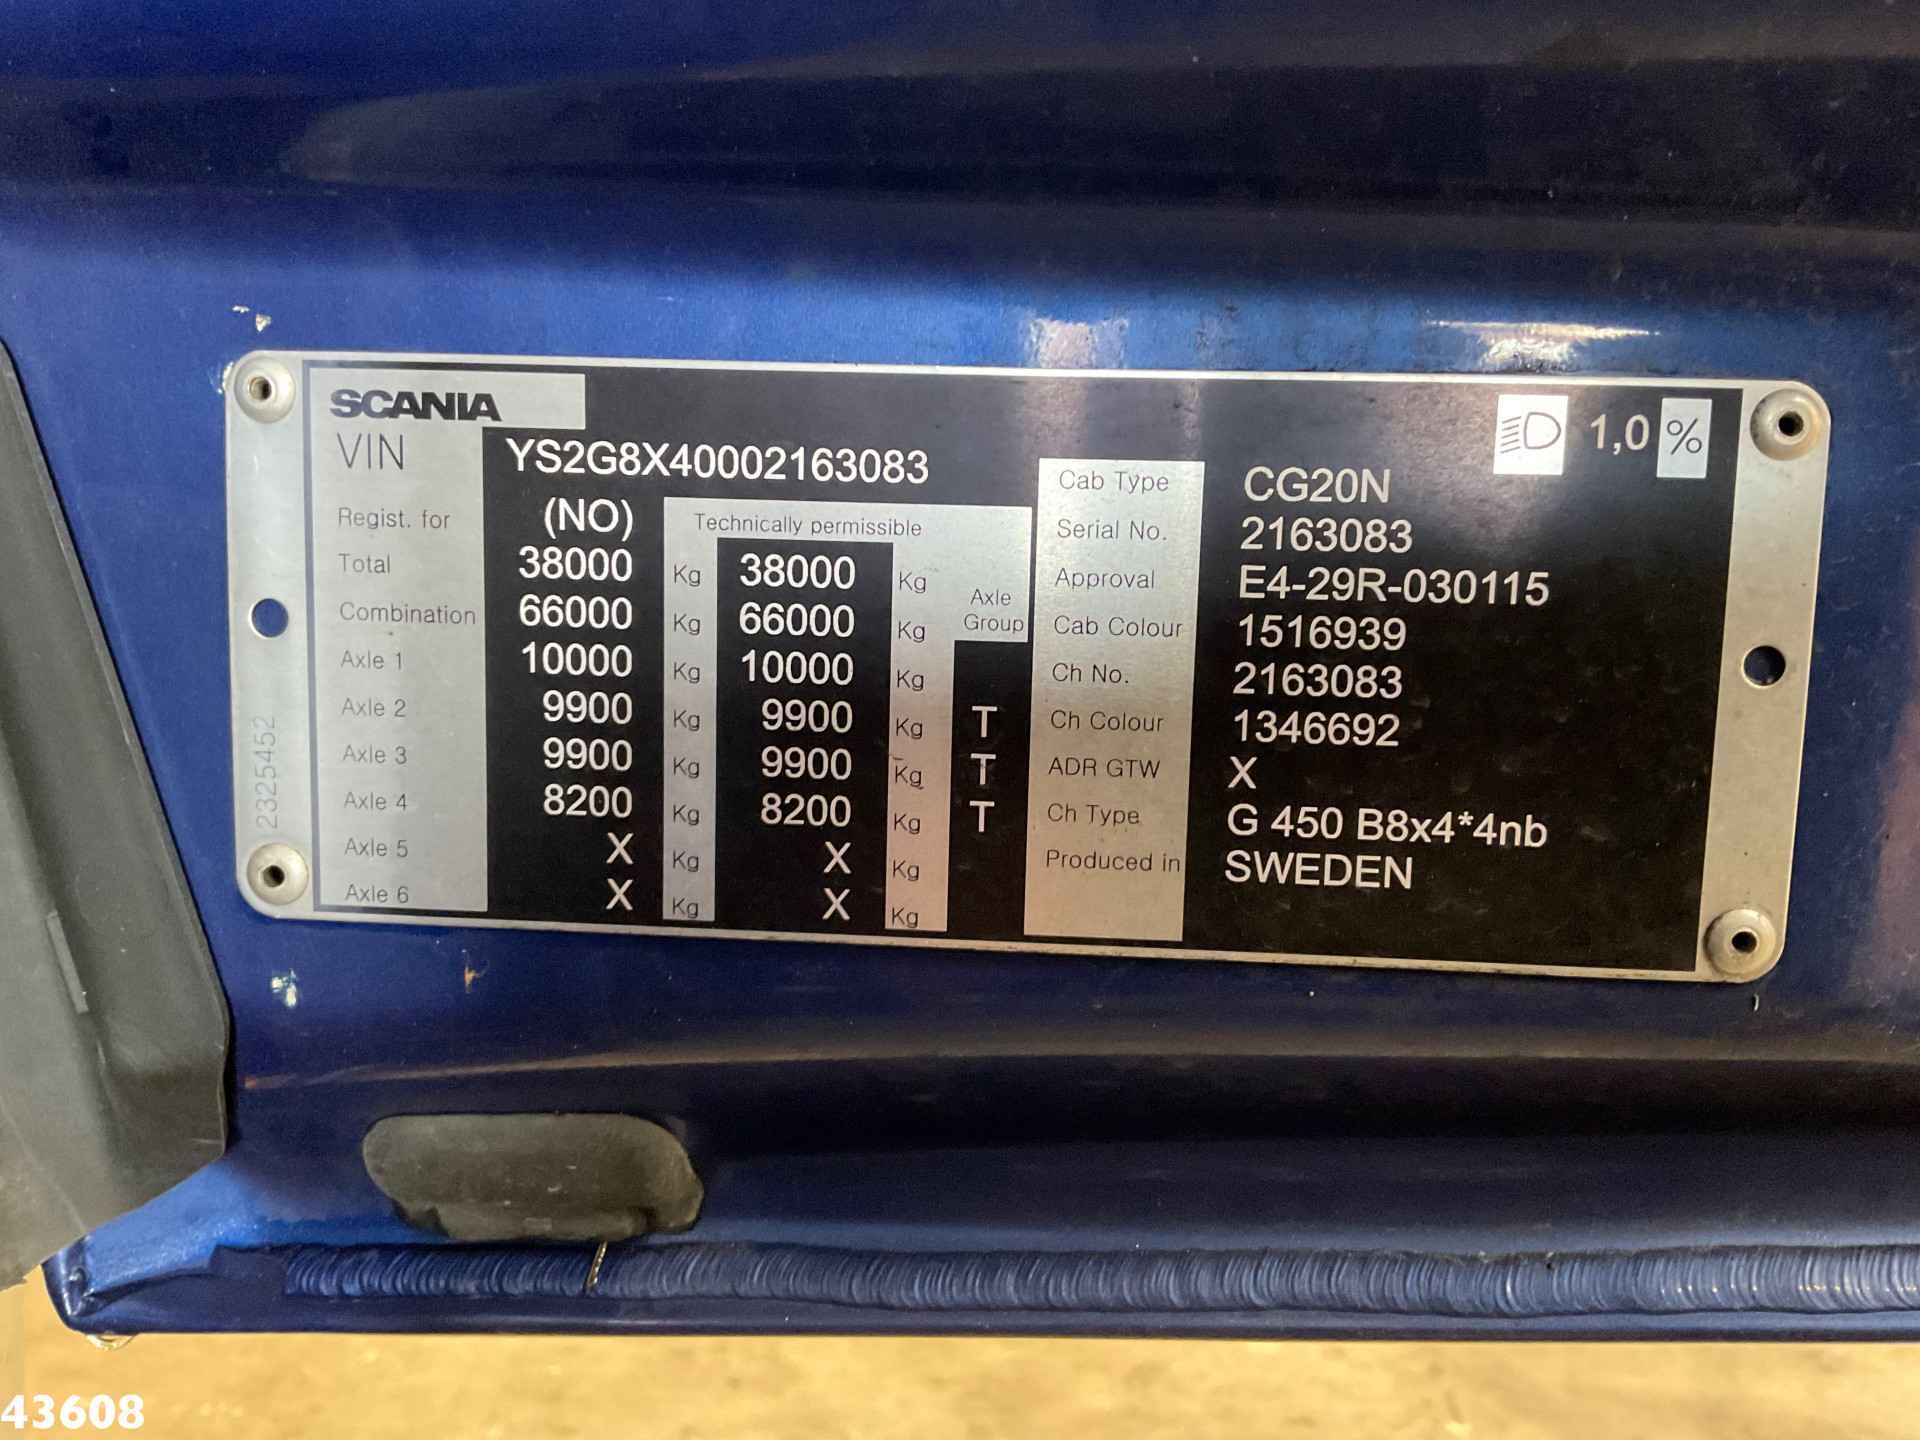 SCANIA
VIN YS2G8X40002163083
Regist. for (NO) Technically permissible
Total 38000 Kg 38000 Kg
Combination 66000 Kg 66000 Kg Axle Group
Axle 1 10000 Kg 10000 Kg
Axle 2 9900 Kg 9900 Kg T
Axle 3 9900 Kg 9900 Kg T
Axle 4 8200 Kg 8200 Kg T
Axle 5 X Kg X Kg
Axle 6 X Kg X Kg
1,0 %
Cab Type CG20N
Serial No. 2163083
Approval E4-29R-030115
Cab Colour 1516939
Ch No. 2163083
Ch Colour 1346692
ADR GTW X
Ch Type G 450 B8x4*4nb
Produced in SWEDEN
2325452
43608